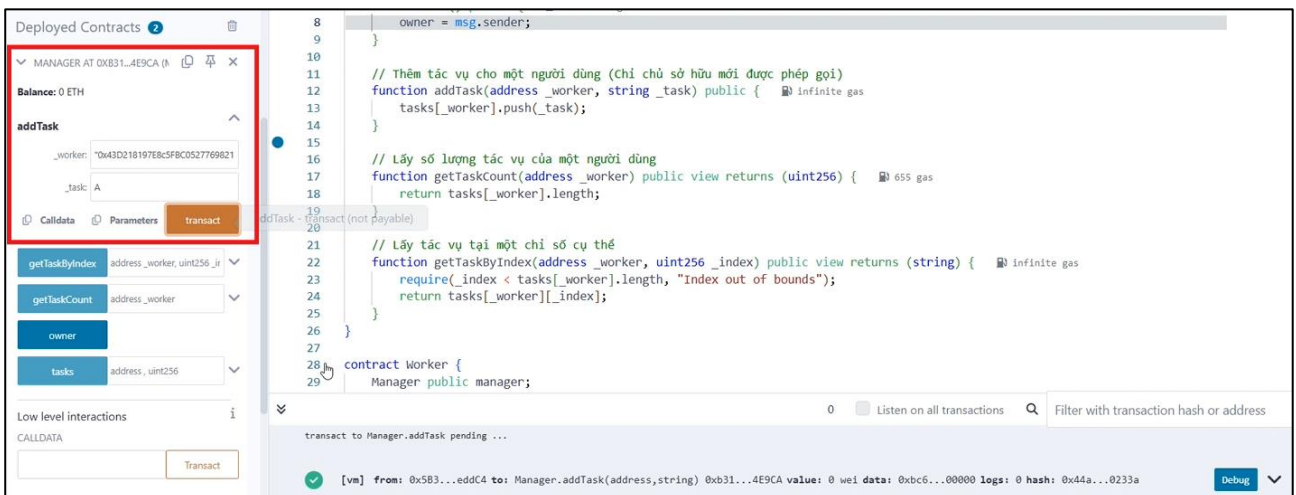 Deployed Contracts 2
MANAGER AT 0XB31...4E9CA (M
Balance: 0 ETH
addTask
_worker: "0x43D218197E8c5FBC0527769821
_task: A
Calldata Parameters transact
ddTask - transact (not payable)
getTaskByIndex address _worker, uint256 _ir
getTaskCount address _worker
owner
tasks address , uint256
Low level interactions i
CALLDATA
Transact
8 owner = msg.sender;
9 }
10
11 // Thêm tác vụ cho một người dùng (Chỉ chủ sở hữu mới được phép gọi)
12 function addTask(address _worker, string _task) public { infinite gas
13 tasks[_worker].push(_task);
14 }
15
16 // Lấy số lượng tác vụ của một người dùng
17 function getTaskCount(address _worker) public view returns (uint256) { 655 gas
18 return tasks[_worker].length;
19 }
20
21 // Lấy tác vụ tại một chỉ số cụ thể
22 function getTaskByIndex(address _worker, uint256 _index) public view returns (string) { infinite gas
23 require(_index < tasks[_worker].length, "Index out of bounds");
24 return tasks[_worker][_index];
25 }
26 }
27
28 contract Worker {
29 Manager public manager;
0 Listen on all transactions Filter with transaction hash or address
transact to Manager.addTask pending ...
[vm] from: 0x5B3...eddC4 to: Manager.addTask(address,string) 0xb31...4E9CA value: 0 wei data: 0xbc6...00000 logs: 0 hash: 0x44a...0233a Debug